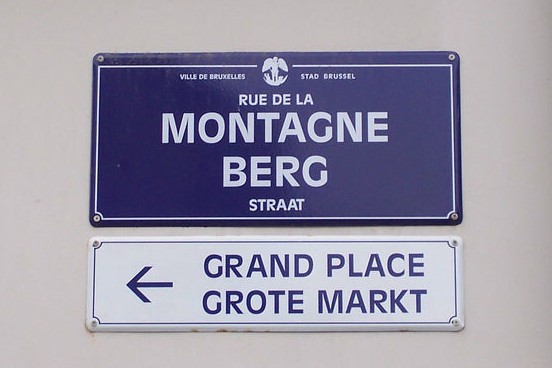 VILLE DE BRUXELLES STAD BRUSSEL
RUE DE LA
MONTAGNE
BERG
STRAAT
← GRAND PLACE
GROTE MARKT